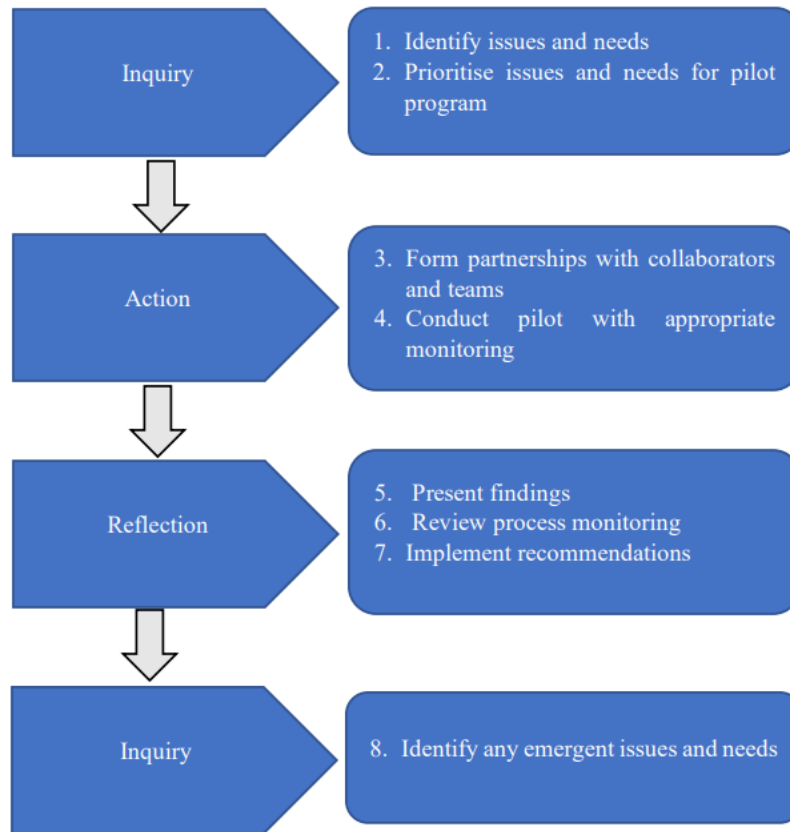 Inquiry
1. Identify issues and needs
2. Prioritise issues and needs for pilot
program
Action
3. Form partnerships with collaborators
and teams
4. Conduct pilot with appropriate
monitoring
Reflection
5. Present findings
6. Review process monitoring
7. Implement recommendations
Inquiry
8. Identify any emergent issues and needs